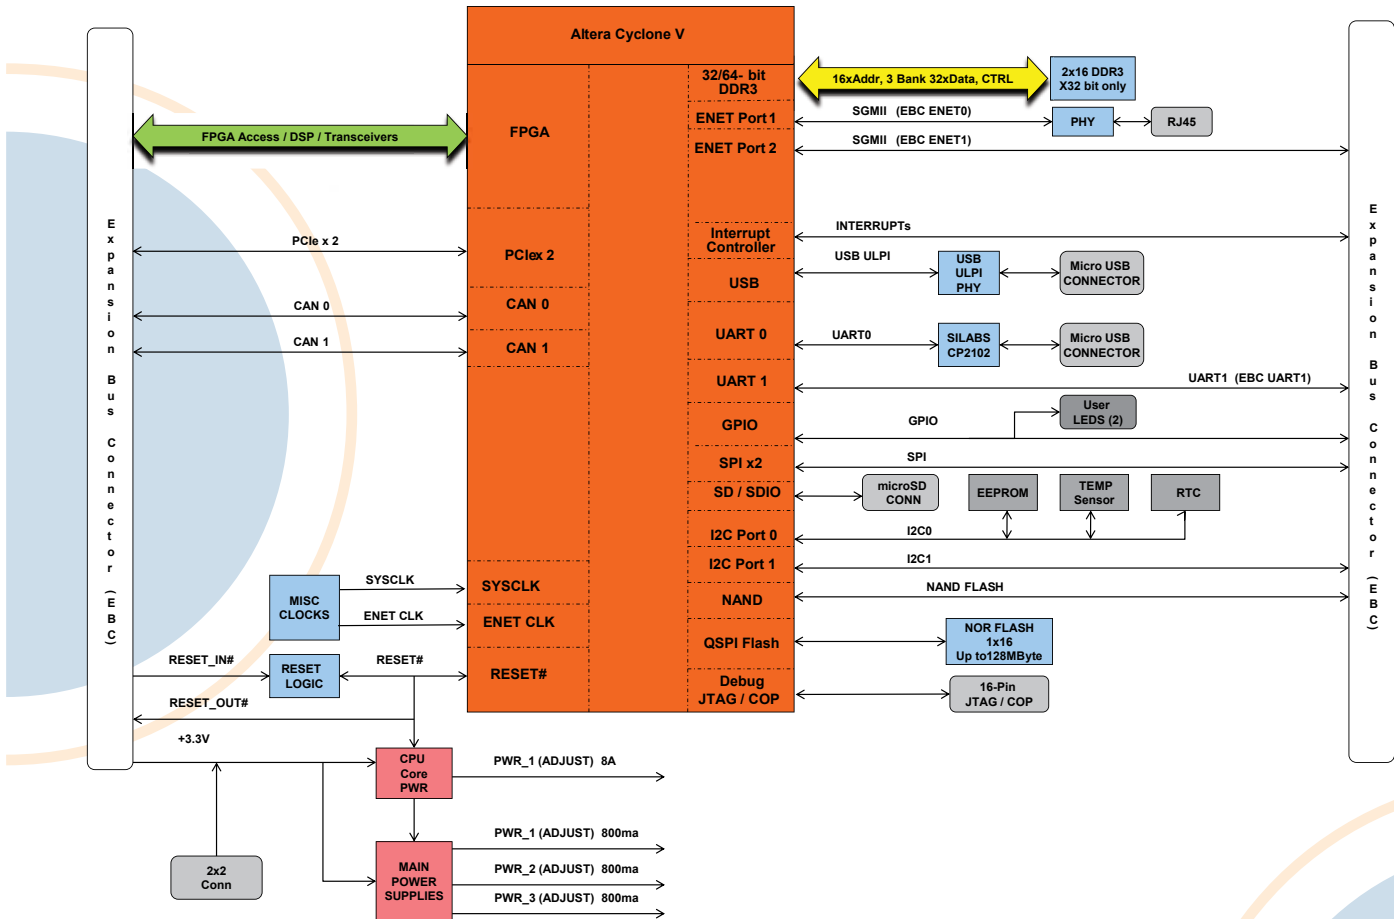 Altera Cyclone V
32/64- bit
DDR3
16xAddr, 3 Bank 32xData, CTRL
2x16 DDR3
X32 bit only
FPGA Access / DSP / Transceivers
FPGA
ENET Port 1
SGMII (EBC ENET0)
PHY
RJ45
ENET Port 2
SGMII (EBC ENET1)
Expansion Bus Connector (EBC)
Expansion Bus Connector (EBC)
PCIe x 2
PCIex 2
Interrupt
Controller
INTERRUPTs
USB
USB ULPI
USB
ULPI
PHY
Micro USB
CONNECTOR
CAN 0
CAN 0
CAN 1
CAN 1
UART 0
UART0
SILABS
CP2102
Micro USB
CONNECTOR
UART 1
UART1 (EBC UART1)
GPIO
GPIO
User
LEDS (2)
SPI x2
SPI
SD / SDIO
microSD
CONN
EEPROM
TEMP
Sensor
RTC
I2C Port 0
I2C0
I2C Port 1
I2C1
MISC
CLOCKS
SYSCLK
SYSCLK
ENET CLK
ENET CLK
NAND
NAND FLASH
QSPI Flash
NOR FLASH
1x16
Up to128MByte
RESET_IN#
RESET
LOGIC
RESET#
RESET#
Debug
JTAG / COP
16-Pin
JTAG / COP
RESET_OUT#
+3.3V
CPU
Core
PWR
PWR_1 (ADJUST) 8A
2x2
Conn
MAIN
POWER
SUPPLIES
PWR_1 (ADJUST) 800ma
PWR_2 (ADJUST) 800ma
PWR_3 (ADJUST) 800ma